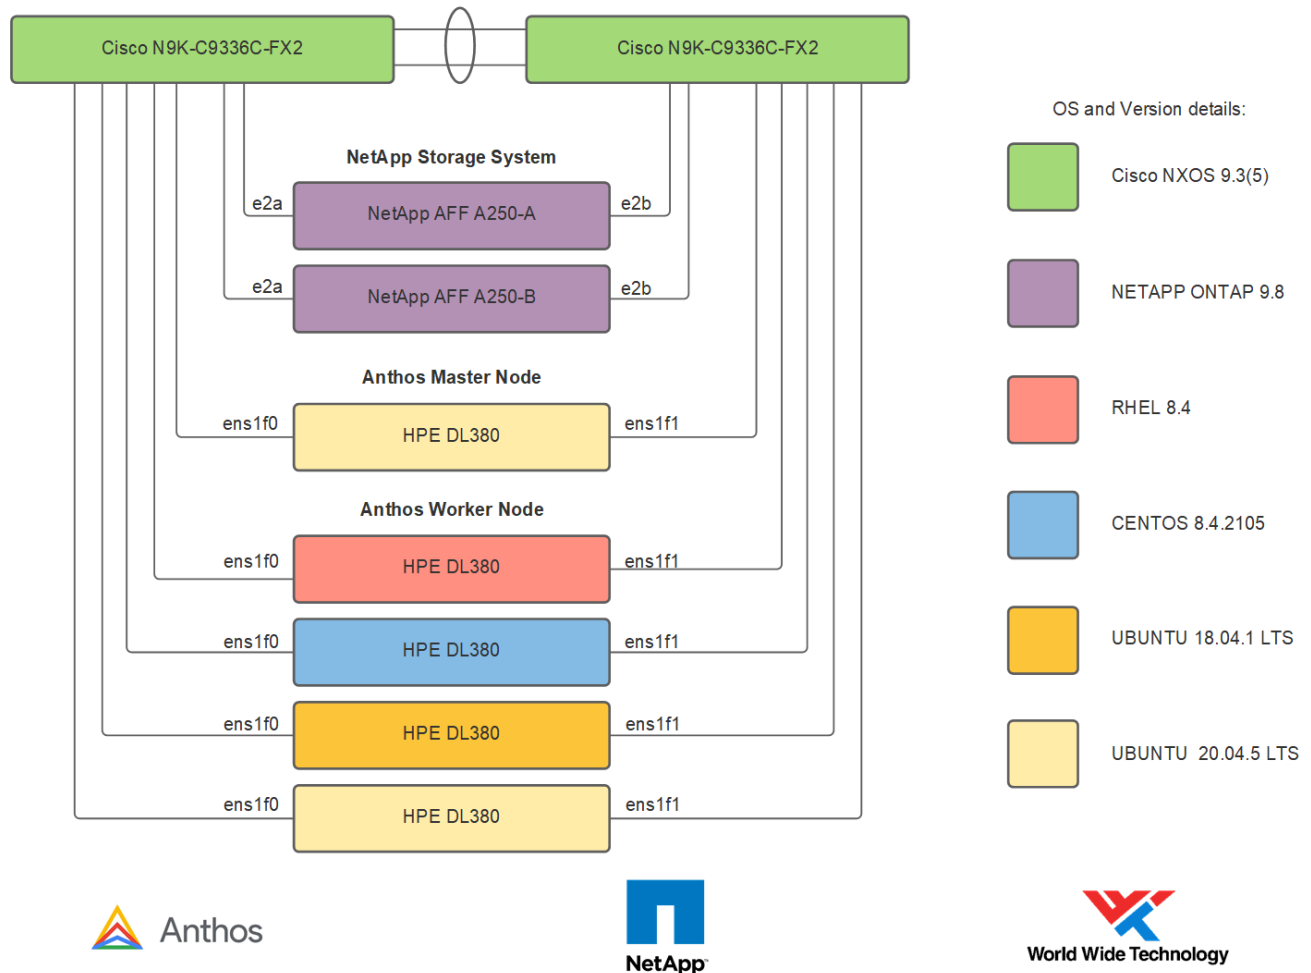 Cisco N9K-C9336C-FX2
Cisco N9K-C9336C-FX2
OS and Version details:
NetApp Storage System
Cisco NXOS 9.3(5)
e2a
NetApp AFF A250-A
e2b
e2a
NetApp AFF A250-B
e2b
NETAPP ONTAP 9.8
Anthos Master Node
ens1f0
HPE DL380
ens1f1
RHEL 8.4
Anthos Worker Node
ens1f0
HPE DL380
ens1f1
CENTOS 8.4.2105
ens1f0
HPE DL380
ens1f1
UBUNTU 18.04.1 LTS
ens1f0
HPE DL380
ens1f1
UBUNTU 20.04.5 LTS
ens1f0
HPE DL380
ens1f1
Anthos
NetApp
World Wide Technology